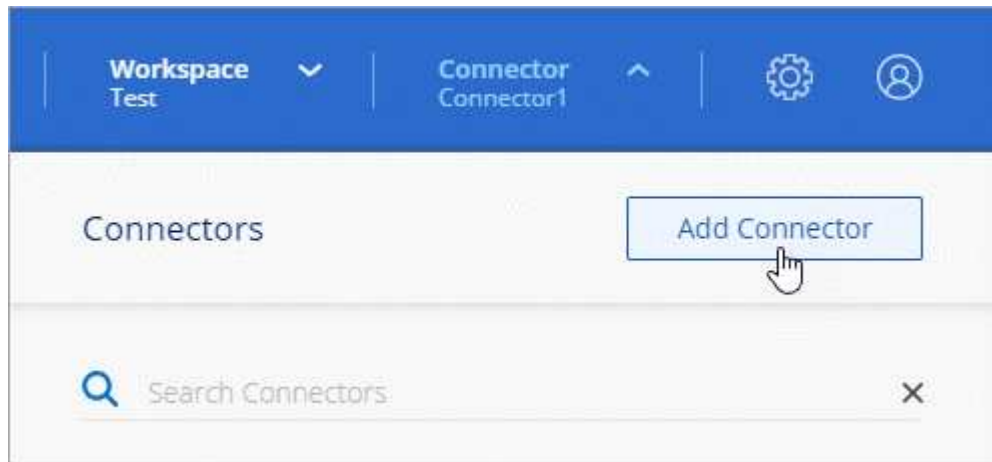 Workspace
Test
Connector
Connector1
Connectors
Add Connector
Search Connectors